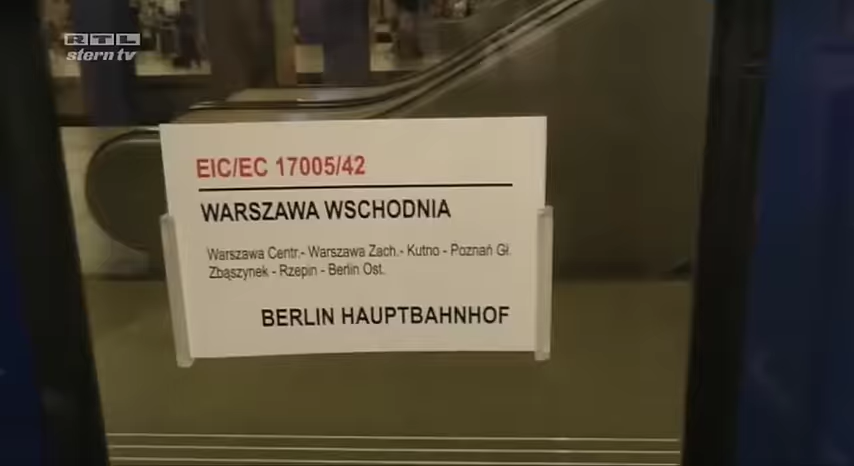 RTL
stern tv
EIC/EC 17005/42
WARSZAWA WSCHODNIA
Warszawa Centr.- Warszawa Zach.- Kutno - Poznań Gł.
Zbąszynek - Rzepin - Berlin Ost.
BERLIN HAUPTBAHNHOF